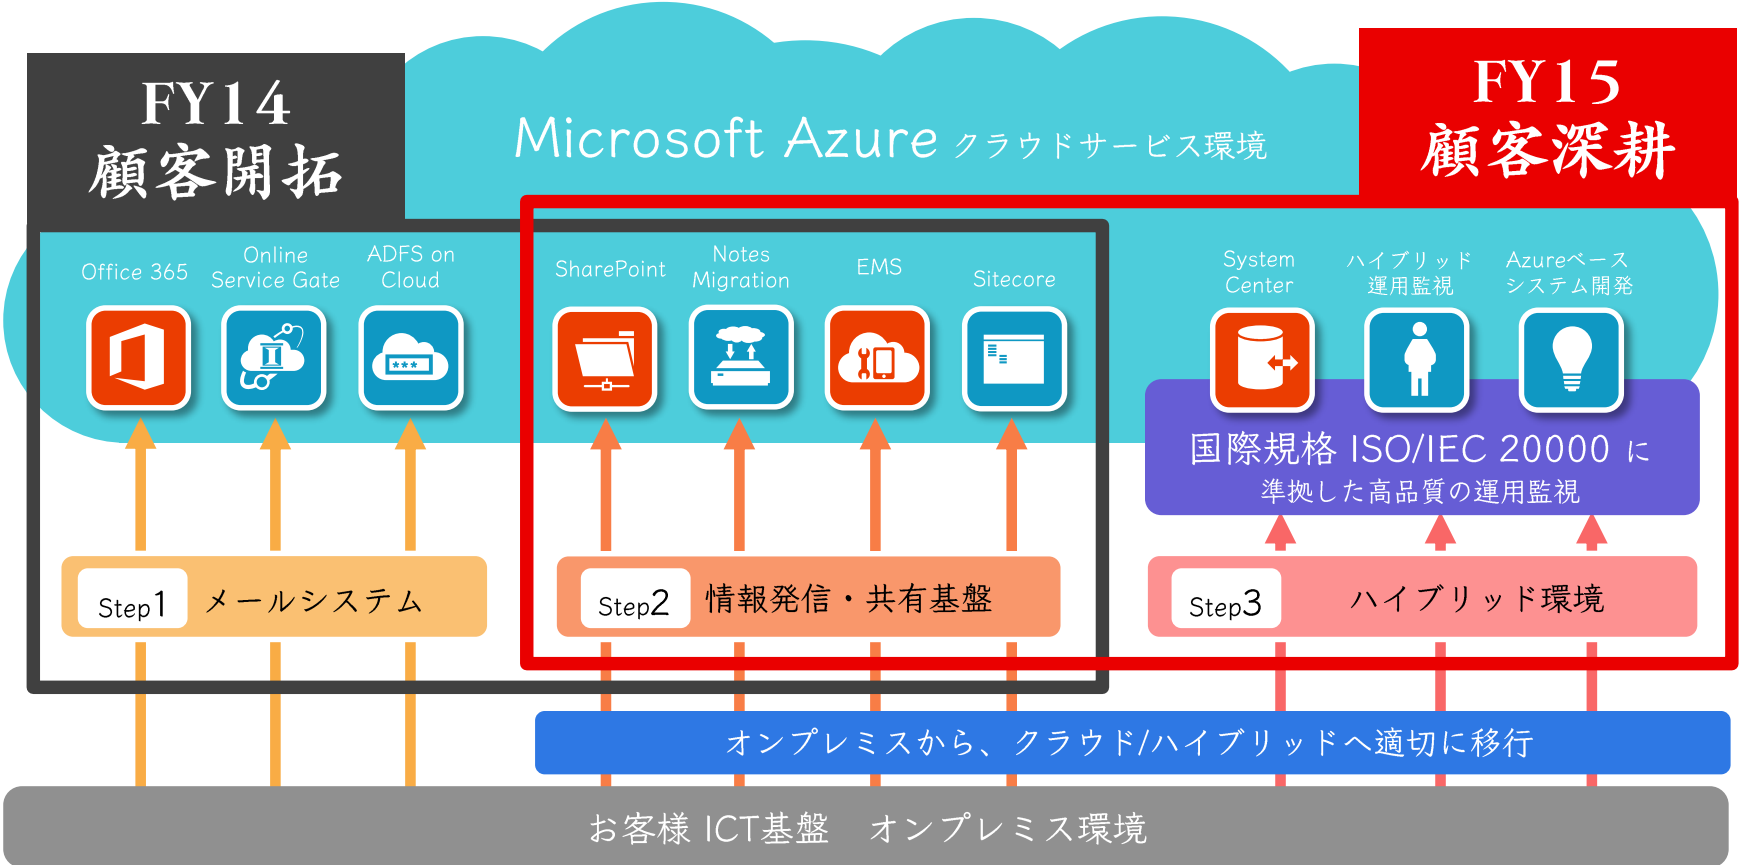 FY14
顧客開拓
Microsoft Azure クラウドサービス環境
FY15
顧客深耕
Office 365
Online
Service Gate
ADFS on
Cloud
SharePoint
Notes
Migration
EMS
Sitecore
System
Center
ハイブリッド
運用監視
Azureベース
システム開発
***
国際規格 ISO/IEC 20000 に
準拠した高品質の運用監視
Step1 メールシステム
Step2 情報発信・共有基盤
Step3 ハイブリッド環境
オンプレミスから、クラウド/ハイブリッドへ適切に移行
お客様 ICT基盤　オンプレミス環境